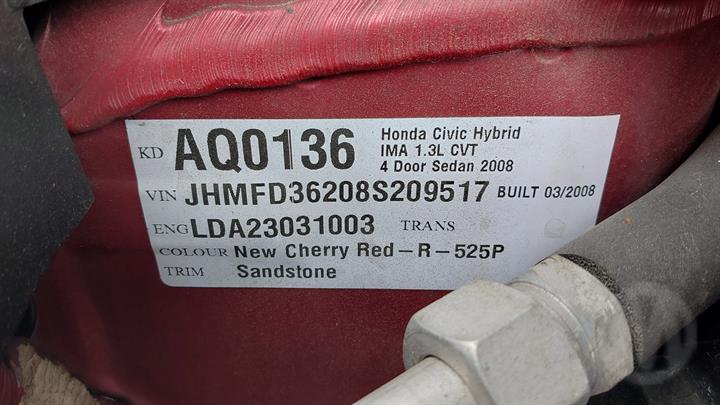 KD AQ0136 Honda Civic Hybrid
IMA 1.3L CVT
4 Door Sedan 2008
VIN JHMFD36208S209517 BUILT 03/2008
ENG LDA23031003 TRANS
COLOUR New Cherry Red – R – 525P
TRIM Sandstone